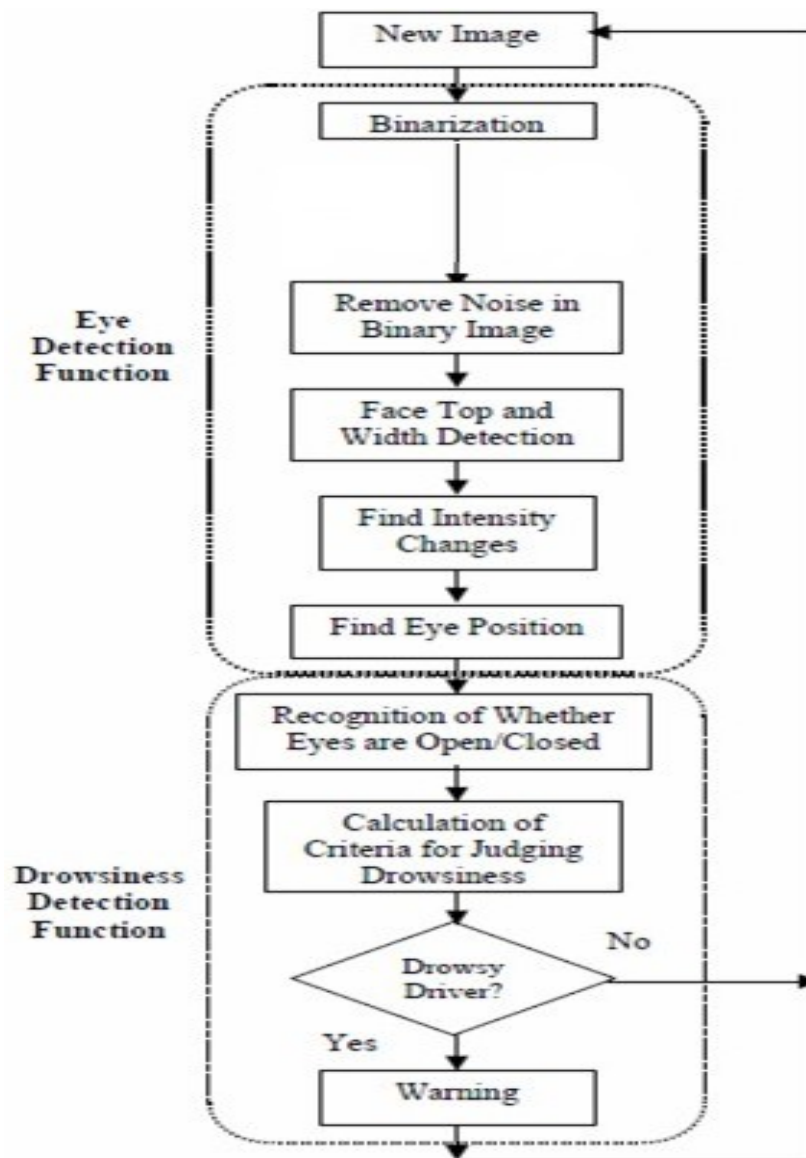 New Image
Binarization
Remove Noise in
Binary Image
Eye
Detection
Function
Face Top and
Width Detection
Find Intensity
Changes
Find Eye Position
Recognition of Whether
Eyes are Open/Closed
Calculation of
Criteria for Judging
Drowsiness
Drowsiness
Detection
Function
No
Drowsy
Driver?
Yes
Warning